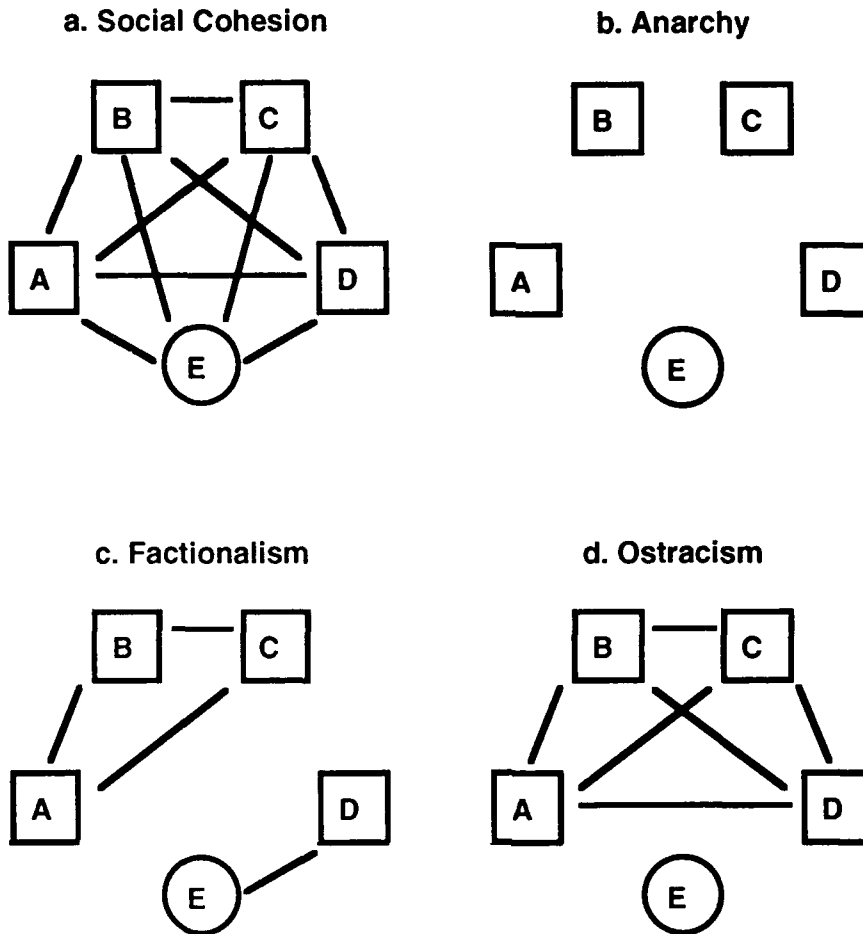 a. Social Cohesion
B C
A D
E
b. Anarchy
B C
A D
E
c. Factionalism
B C
A D
E
d. Ostracism
B C
A D
E